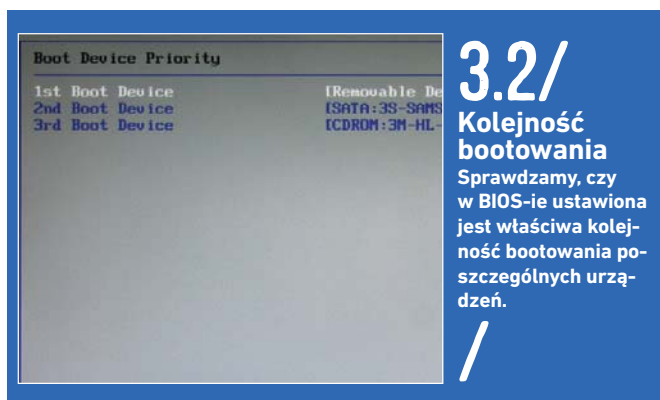 Boot Device Priority
1st Boot Device [Removable De
2nd Boot Device [SATA:3S-SAMS
3rd Boot Device [CDROM:3M-HL-
3.2/
Kolejność
bootowania
Sprawdzamy, czy
w BIOS-ie ustawiona
jest właściwa kolej-
ność bootowania po-
szczególnych urzą-
dzeń.
/